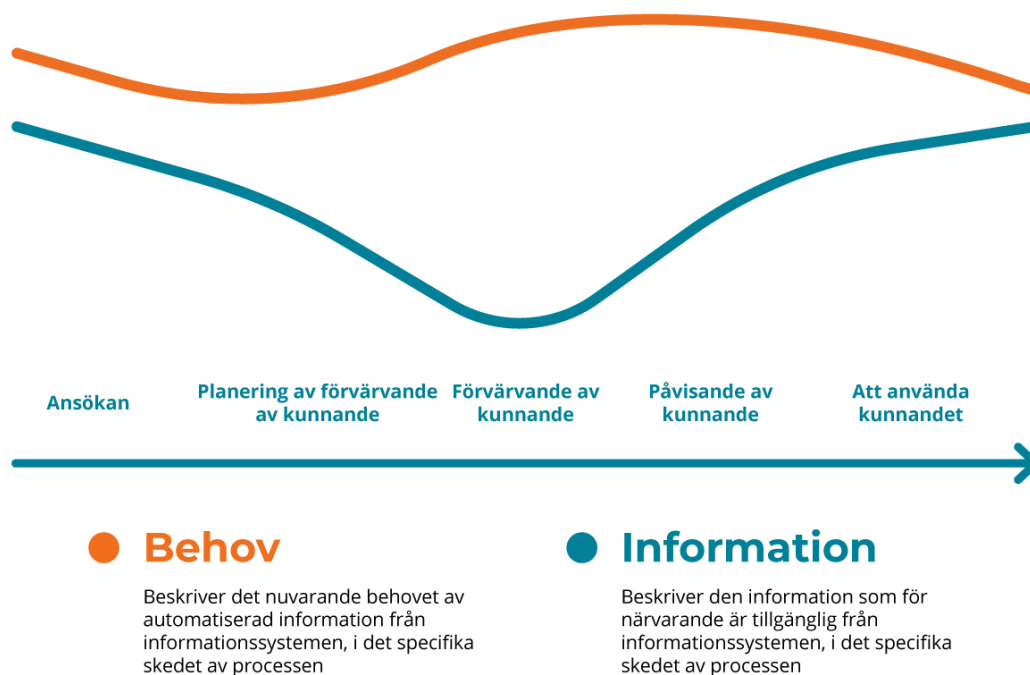 Ansökan
Planering av förvärvande
av kunnande
Förvärvande av
kunnande
Påvisande av
kunnande
Att använda
kunnandet
Behov
Beskriver det nuvarande behovet av
automatiserad information från
informationssystemen, i det specifika
skedet av processen
Information
Beskriver den information som för
närvarande är tillgänglig från
informationssystemen, i det specifika
skedet av processen